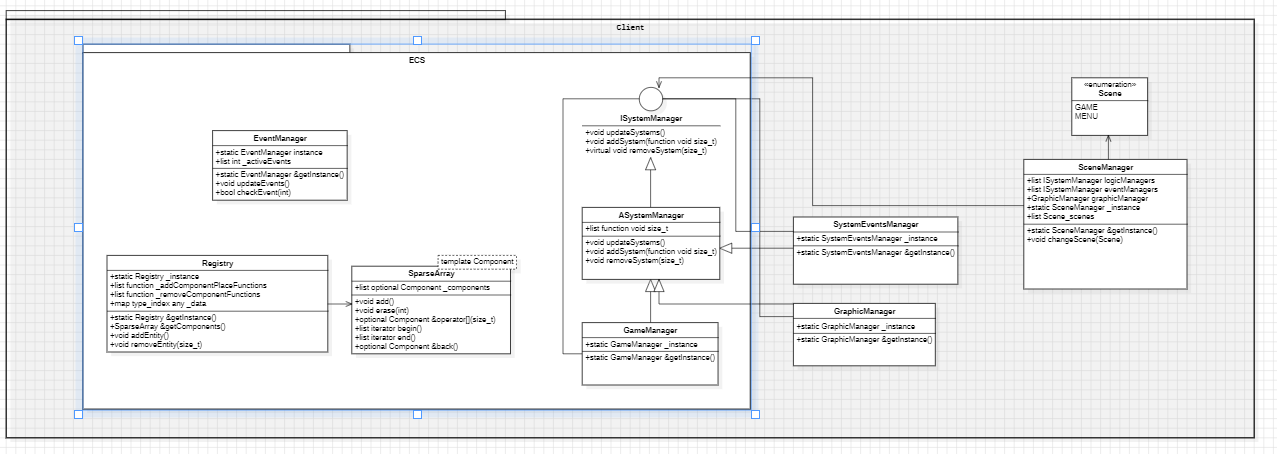 Client
ECS
EventManager
+static EventManager instance
+list int _activeEvents
+static EventManager &getInstance()
+void updateEvents()
+bool checkEvent(int)
Registry
+static Registry _instance
+list function _addComponentPlaceFunctions
+list function _removeComponentFunctions
+map type_index any _data
+static Registry &getInstance()
+SparseArray &getComponents()
+void addEntity()
+void removeEntity(size_t)
template Component
SparseArray
+list optional Component _components
+void add()
+void erase(int)
+optional Component &operator[](size_t)
+list iterator begin()
+list iterator end()
+optional Component &back()
ISystemManager
+void updateSystems()
+void addSystem(function void size_t)
+virtual void removeSystem(size_t)
ASystemManager
+list function void size_t
+void updateSystems()
+void addSystem(function void size_t)
+void removeSystem(size_t)
GameManager
+static GameManager _instance
+static GameManager &getInstance()
SystemEventsManager
+static SystemEventsManager _instance
+static SystemEventsManager &getInstance()
GraphicManager
+static GraphicManager _instance
+static GraphicManager &getInstance()
«enumeration»
Scene
GAME
MENU
SceneManager
+list ISystemManager logicManagers
+list ISystemManager eventManagers
+GraphicManager graphicManager
+static SceneManager _instance
+list Scene_scenes
+static SceneManager &getInstance()
+void changeScene(Scene)